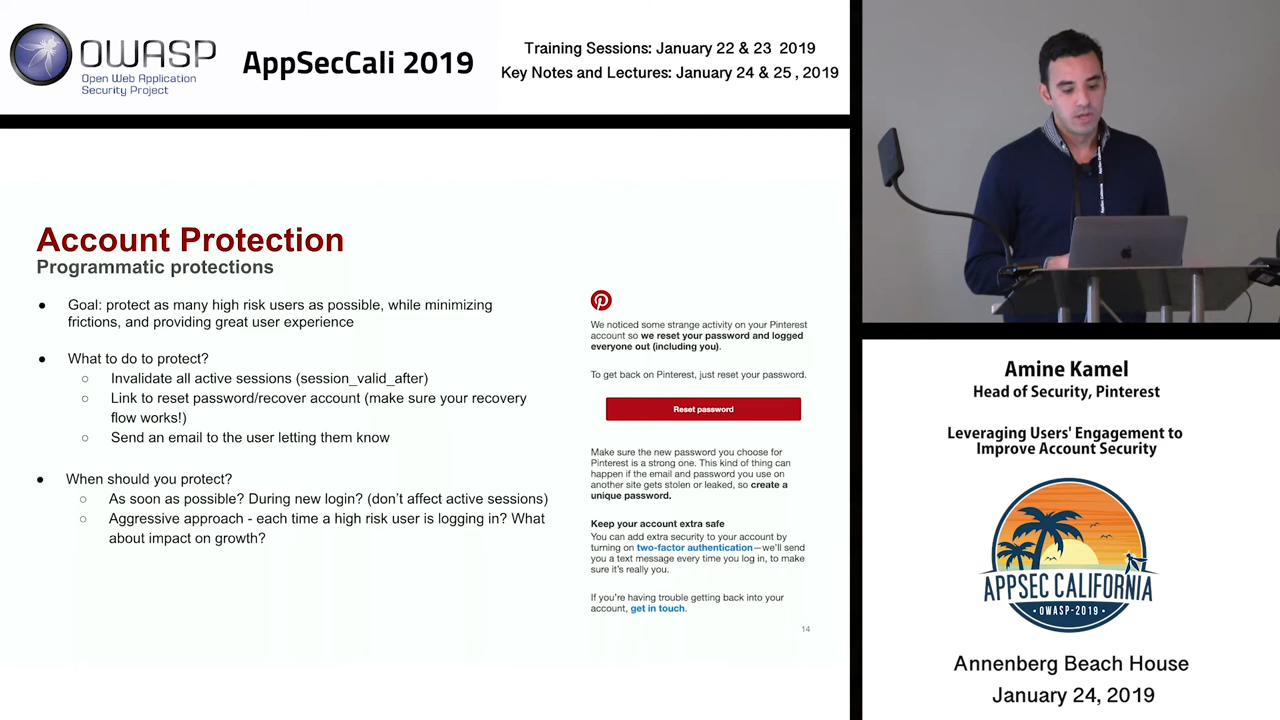 OWASP
Open Web Application
Security Project
AppSecCali 2019
Training Sessions: January 22 & 23 2019
Key Notes and Lectures: January 24 & 25 , 2019
Account Protection
Programmatic protections
● Goal: protect as many high risk users as possible, while minimizing
frictions, and providing great user experience
● What to do to protect?
○ Invalidate all active sessions (session_valid_after)
○ Link to reset password/recover account (make sure your recovery
flow works!)
○ Send an email to the user letting them know
● When should you protect?
○ As soon as possible? During new login? (don’t affect active sessions)
○ Aggressive approach - each time a high risk user is logging in? What
about impact on growth?
We noticed some strange activity on your Pinterest
account so we reset your password and logged
everyone out (including you).
To get back on Pinterest, just reset your password.
Reset password
Make sure the new password you choose for
Pinterest is a strong one. This kind of thing can
happen if the email and password you use on
another site gets stolen or leaked, so create a
unique password.
Keep your account extra safe
You can add extra security to your account by
turning on two-factor authentication—we’ll send
you a text message every time you log in, to make
sure it’s really you.
If you’re having trouble getting back into your
account, get in touch.
14
Amine Kamel
Head of Security, Pinterest
Leveraging Users' Engagement to
Improve Account Security
APPSEC CALIFORNIA
·OWASP-2019·
Annenberg Beach House
January 24, 2019